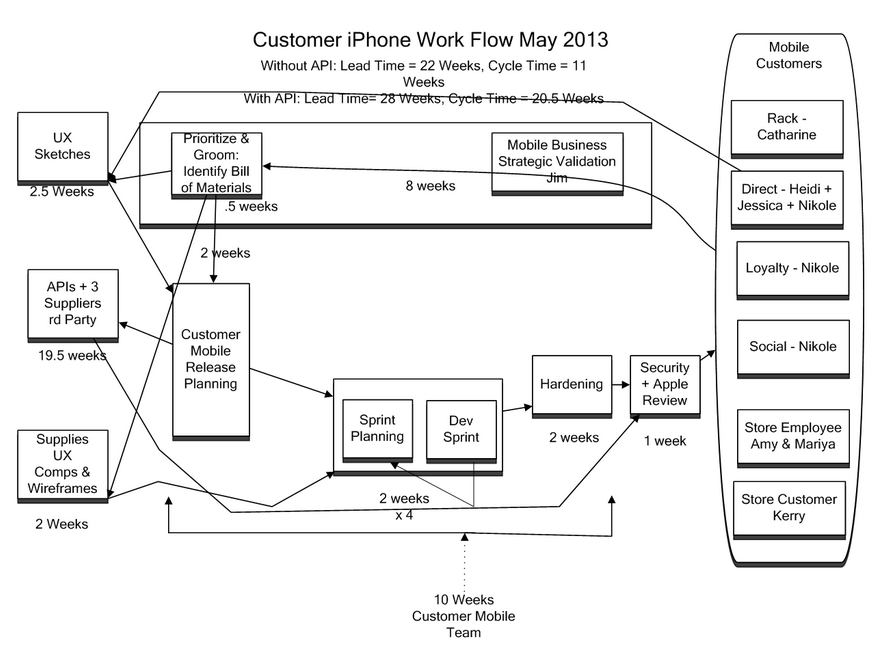 Customer iPhone Work Flow May 2013
Without API: Lead Time = 22 Weeks, Cycle Time = 11
Weeks
With API: Lead Time= 28 Weeks, Cycle Time = 20.5 Weeks
Mobile
Customers
UX
Sketches
2.5 Weeks
Prioritize &
Groom:
Identify Bill
of Materials
.5 weeks
Mobile Business
Strategic Validation
Jim
8 weeks
Rack -
Catharine
Direct - Heidi +
Jessica + Nikole
2 weeks
Loyalty - Nikole
APIs + 3
Suppliers
rd Party
19.5 weeks
Customer
Mobile
Release
Planning
Social - Nikole
Sprint
Planning
Dev
Sprint
Hardening
2 weeks
Security
+ Apple
Review
1 week
Store Employee
Amy & Mariya
Supplies
UX
Comps &
Wireframes
2 Weeks
2 weeks
x 4
Store Customer
Kerry
10 Weeks
Customer Mobile
Team